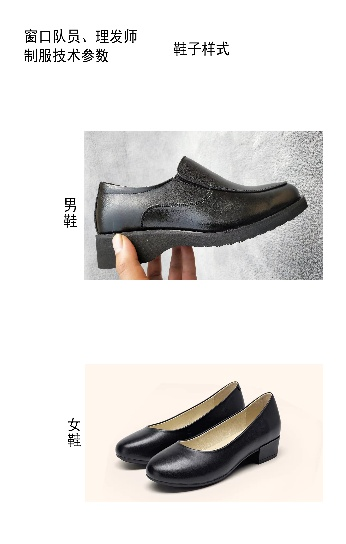 窗口队员、理发师
制服技术参数
鞋子样式
男鞋
女鞋